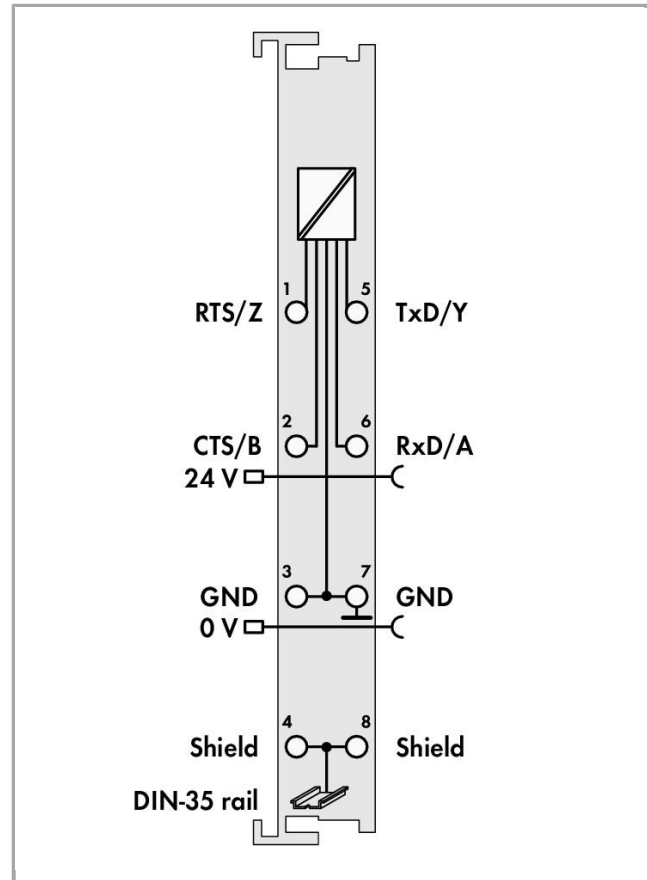 1 5
RTS/Z TxD/Y
2 6
CTS/B RxD/A
24 V
3 7
GND GND
0 V
4 8
Shield Shield
DIN-35 rail